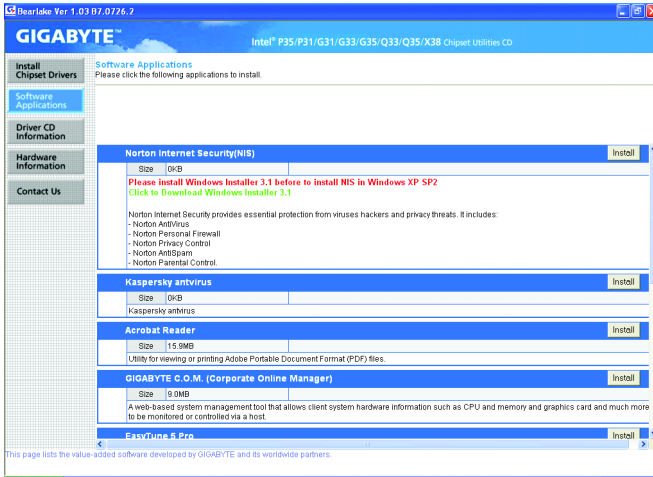 Bearlake Ver 1.03 B7.0726.2
GIGABYTE™
Intel® P35/P31/G31/G33/G35/Q33/Q35/X38 Chipset Utilities CD
Install
Chipset Drivers
Software
Applications
Driver CD
Information
Hardware
Information
Contact Us
Software Applications
Please click the following applications to install.
Norton Internet Security(NIS)
Install
Size 0KB
Please install Windows Installer 3.1 before to install NIS in Windows XP SP2
Click to Download Windows Installer 3.1
Norton Internet Security provides essential protection from viruses hackers and privacy threats. It includes:
- Norton AntiVirus
- Norton Personal Firewall
- Norton Privacy Control
- Norton AntiSpam
- Norton Parental Control.
Kaspersky antvirus
Install
Size 0KB
Kaspersky antvirus
Acrobat Reader
Install
Size 15.9MB
Utility for viewing or printing Adobe Portable Document Format (PDF) files.
GIGABYTE C.O.M. (Corporate Online Manager)
Install
Size 9.0MB
A web-based system management tool that allows client system hardware information such as CPU and memory and graphics card and much more
to be monitored or controlled via a host.
EasyTune 5 Pro
Install
This page lists the value-added software developed by GIGABYTE and its worldwide partners.